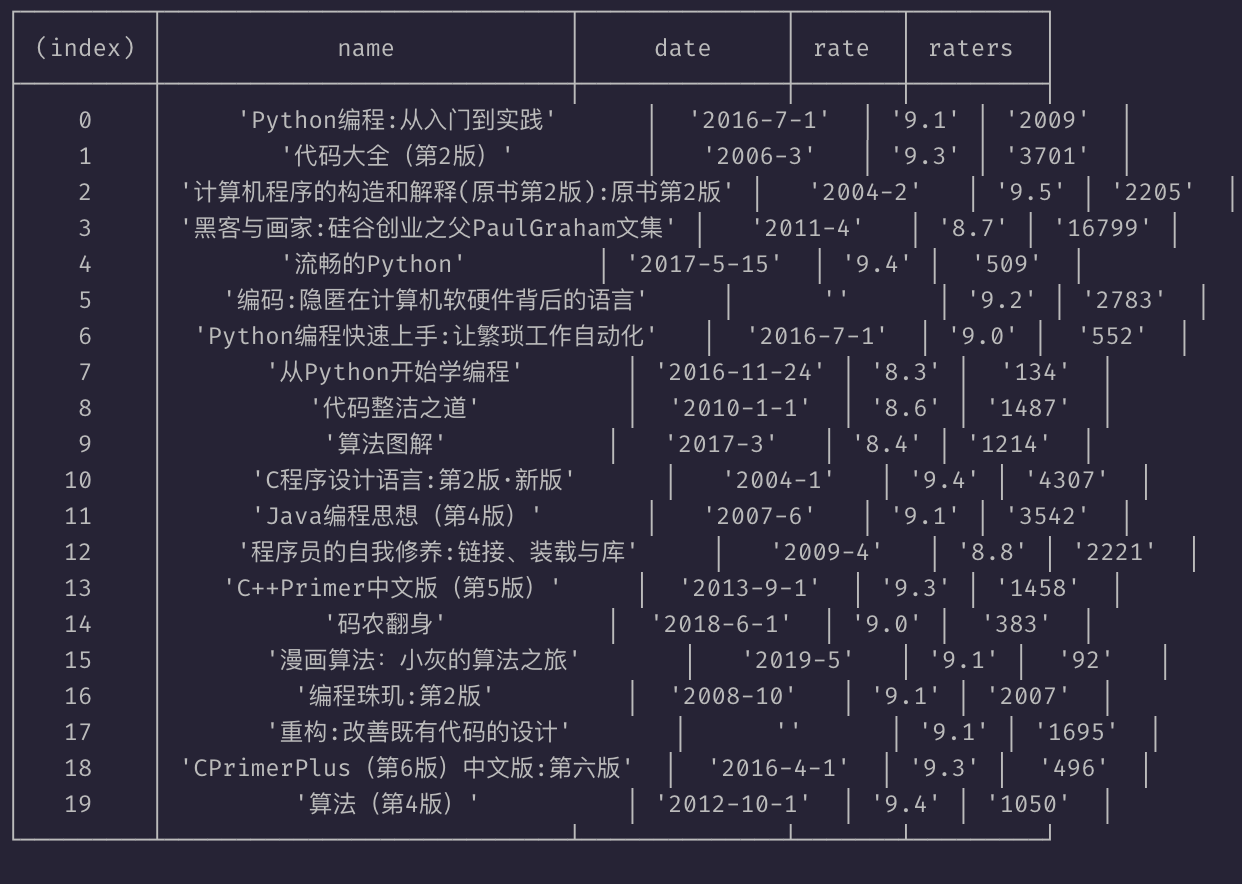 (index) name date rate raters
0 'Python编程:从入门到实践' '2016-7-1' '9.1' '2009'
1 '代码大全（第2版）' '2006-3' '9.3' '3701'
2 '计算机程序的构造和解释(原书第2版):原书第2版' '2004-2' '9.5' '2205'
3 '黑客与画家:硅谷创业之父PaulGraham文集' '2011-4' '8.7' '16799'
4 '流畅的Python' '2017-5-15' '9.4' '509'
5 '编码:隐匿在计算机软硬件背后的语言' '' '9.2' '2783'
6 'Python编程快速上手:让繁琐工作自动化' '2016-7-1' '9.0' '552'
7 '从Python开始学编程' '2016-11-24' '8.3' '134'
8 '代码整洁之道' '2010-1-1' '8.6' '1487'
9 '算法图解' '2017-3' '8.4' '1214'
10 'C程序设计语言:第2版·新版' '2004-1' '9.4' '4307'
11 'Java编程思想（第4版）' '2007-6' '9.1' '3542'
12 '程序员的自我修养:链接、装载与库' '2009-4' '8.8' '2221'
13 'C++Primer中文版（第5版）' '2013-9-1' '9.3' '1458'
14 '码农翻身' '2018-6-1' '9.0' '383'
15 '漫画算法：小灰的算法之旅' '2019-5' '9.1' '92'
16 '编程珠玑:第2版' '2008-10' '9.1' '2007'
17 '重构:改善既有代码的设计' '' '9.1' '1695'
18 'CPrimerPlus（第6版）中文版:第六版' '2016-4-1' '9.3' '496'
19 '算法（第4版）' '2012-10-1' '9.4' '1050'